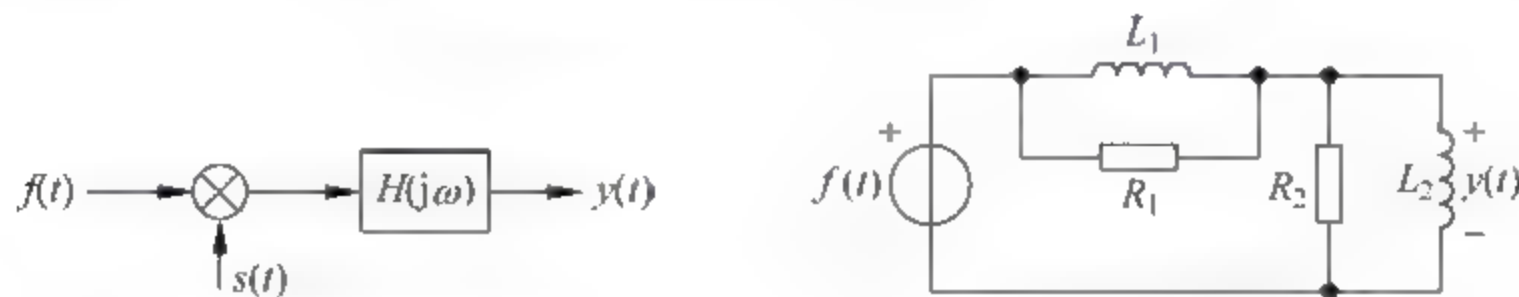 f(t)
H(jω)
y(t)
s(t)
L₁
R₁
+
f(t)
R₂
L₂
+
y(t)
−